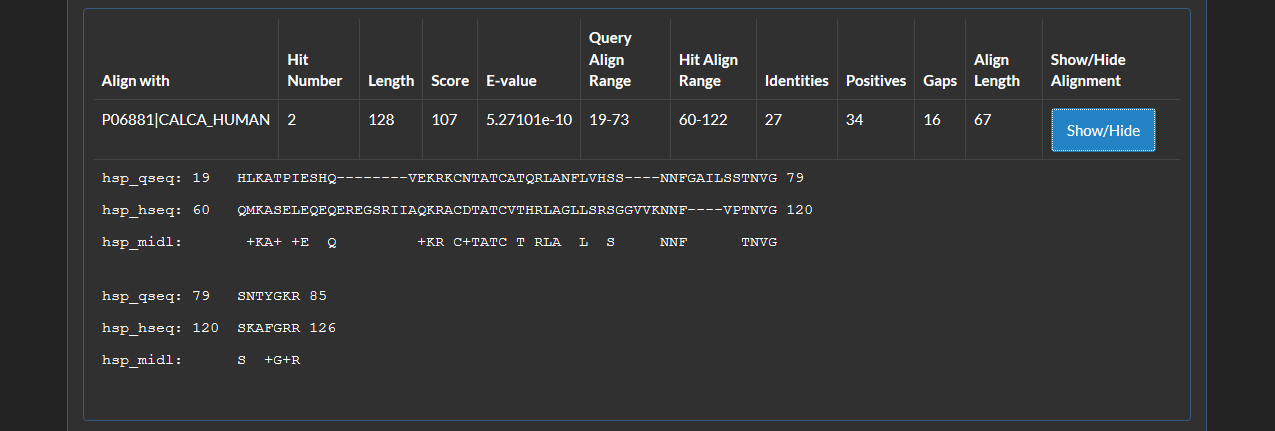 Align with Hit Number Length Score E-value Query Align Range Hit Align Range Identities Positives Gaps Align Length Show/Hide Alignment
P06881|CALCA_HUMAN 2 128 107 5.27101e-10 19-73 60-122 27 34 16 67 Show/Hide
hsp_qseq: 19 HLKATPIESHQ--------VEKRKCNTATCATQRLANFLVHSS----NNFGAILSSTNVG 79
hsp_hseq: 60 QMKASELEQEQEREGSRIIAQKRACDTATCVTHRLAGLLSRSGGVVKNNF----VPTNVG 120
hsp_midl: +KA+ +E Q +KR C+TATC T RLA L S NNF TNVG
hsp_qseq: 79 SNTYGKR 85
hsp_hseq: 120 SKAFGRR 126
hsp_midl: S +G+R